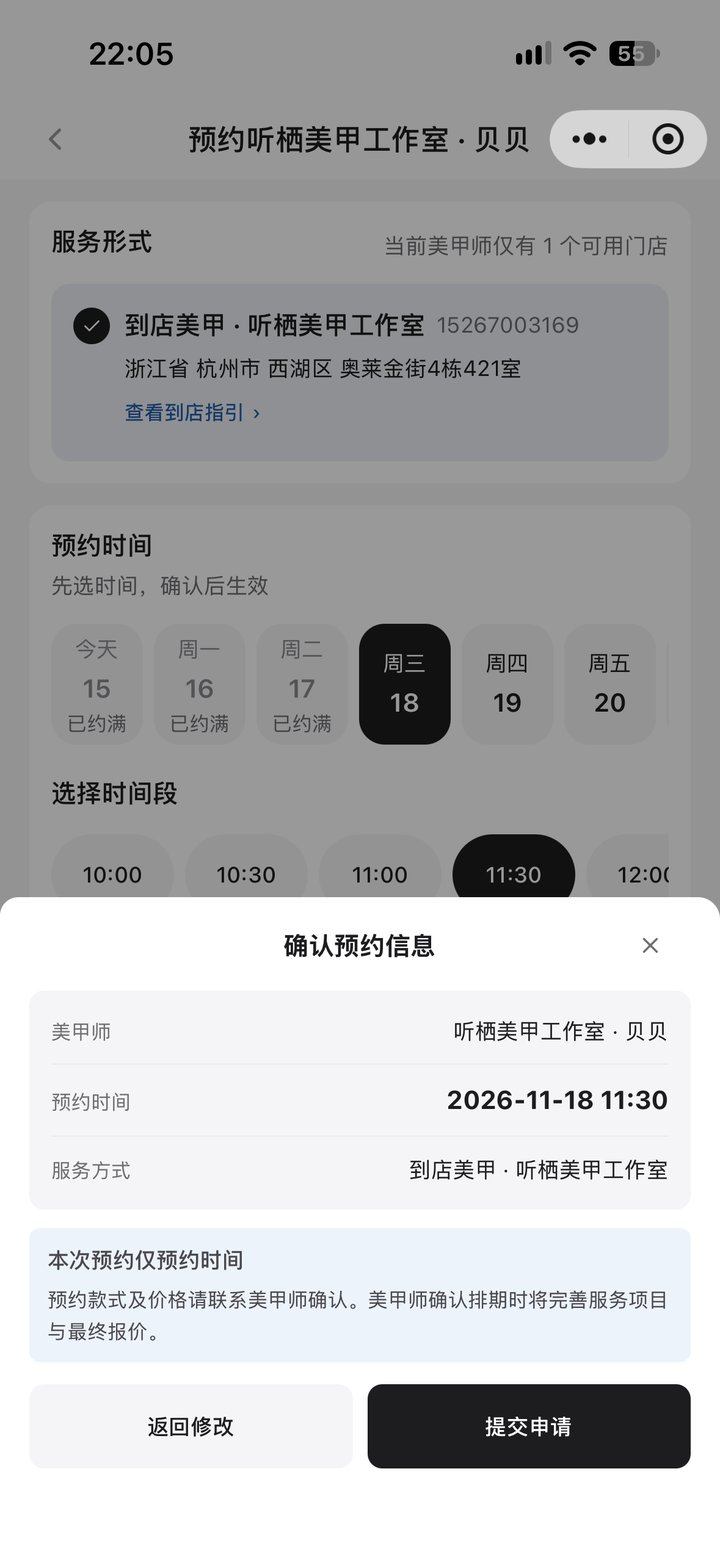 22:05
55
预约听栖美甲工作室 · 贝贝
服务形式
当前美甲师仅有 1 个可用门店
到店美甲 · 听栖美甲工作室 15267003169
浙江省 杭州市 西湖区 奥莱金街4栋421室
查看到店指引 ›
预约时间
先选时间，确认后生效
今天 周一 周二 周三 周四 周五
15 16 17 18 19 20
已约满 已约满 已约满
选择时间段
10:00 10:30 11:00 11:30 12:00
确认预约信息
美甲师 听栖美甲工作室 · 贝贝
预约时间 2026-11-18 11:30
服务方式 到店美甲 · 听栖美甲工作室
本次预约仅预约时间
预约款式及价格请联系美甲师确认。美甲师确认排期时将完善服务项目
与最终报价。
返回修改 提交申请